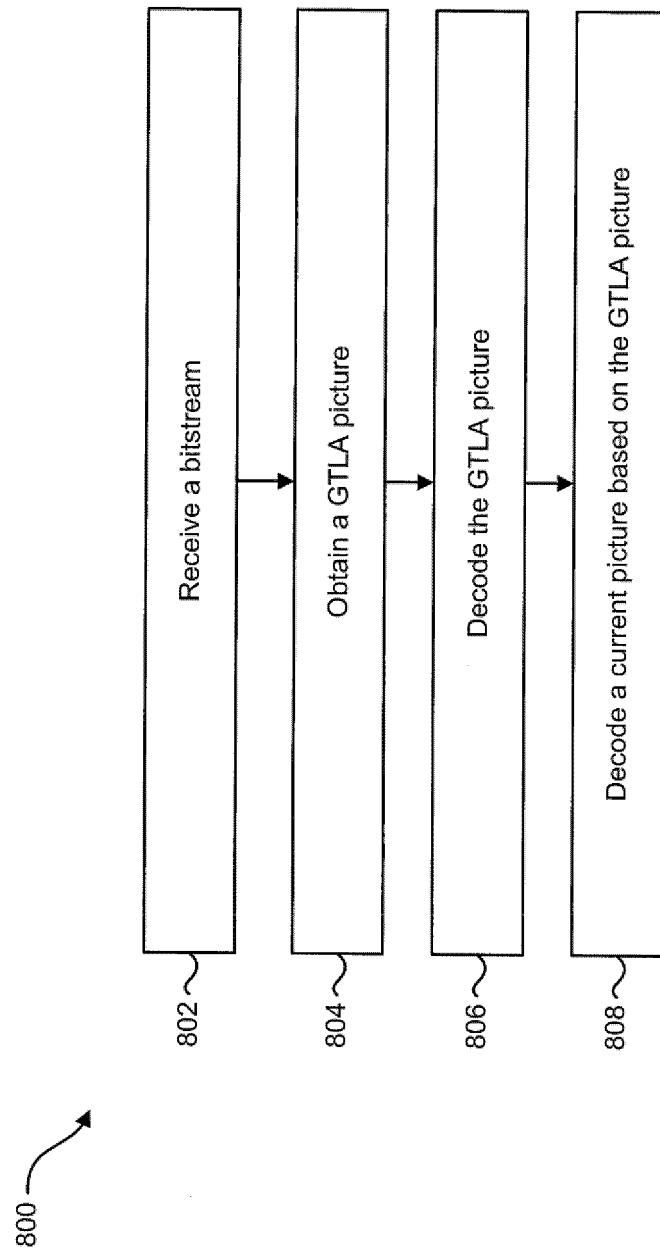 800
802
Receive a bitstream
804
Obtain a GTLA picture
806
Decode the GTLA picture
808
Decode a current picture based on the GTLA picture